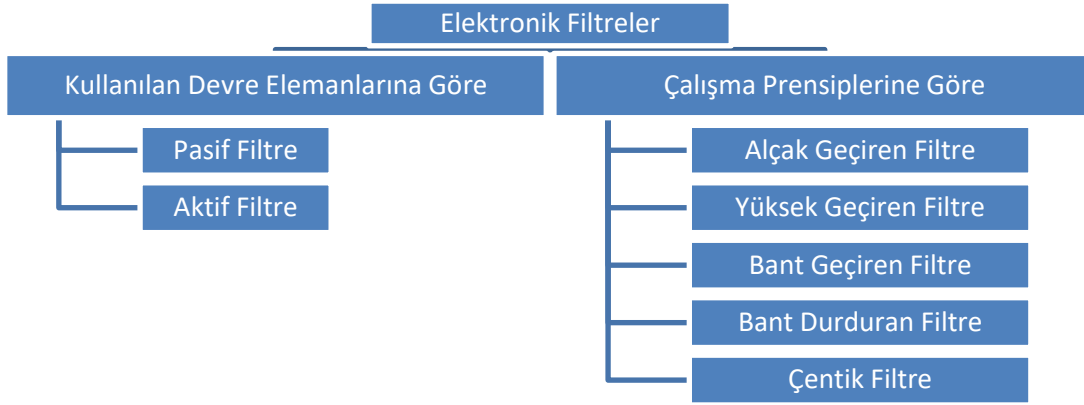 Elektronik Filtreler
Kullanılan Devre Elemanlarına Göre
Pasif Filtre
Aktif Filtre
Çalışma Prensiplerine Göre
Alçak Geçiren Filtre
Yüksek Geçiren Filtre
Bant Geçiren Filtre
Bant Durduran Filtre
Çentik Filtre